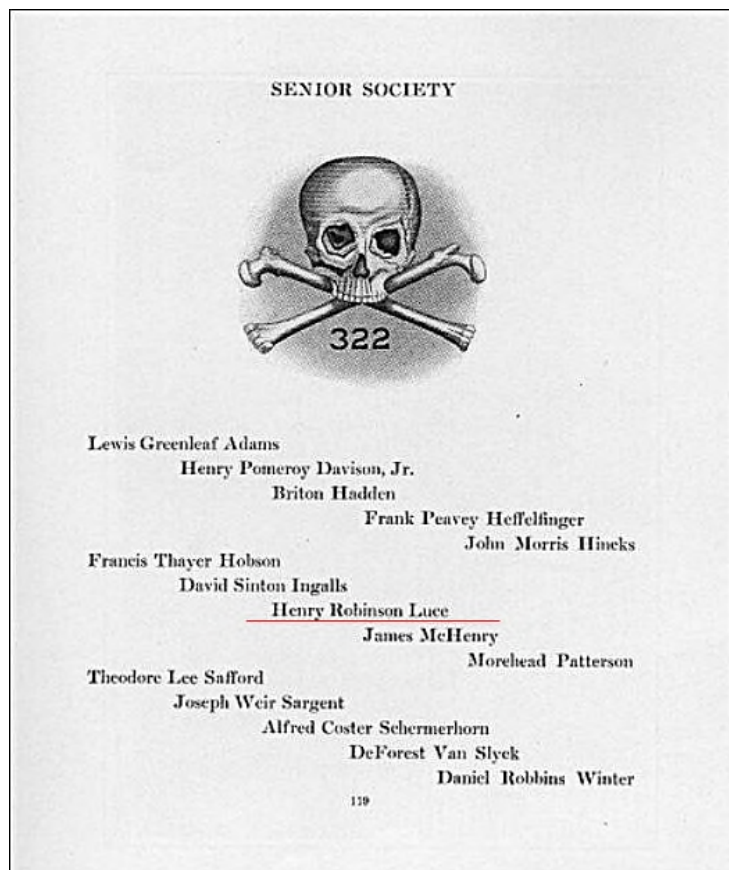 SENIOR SOCIETY
322
Lewis Greenleaf Adams
Henry Pomeroy Davison, Jr.
Briton Hadden
Frank Peavey Heffelfinger
John Morris Hincks
Francis Thayer Hobson
David Sinton Ingalls
Henry Robinson Luce
James McHenry
Morehead Patterson
Theodore Lee Safford
Joseph Weir Sargent
Alfred Coster Schermerhorn
DeForest Van Slyck
Daniel Robbins Winter
119